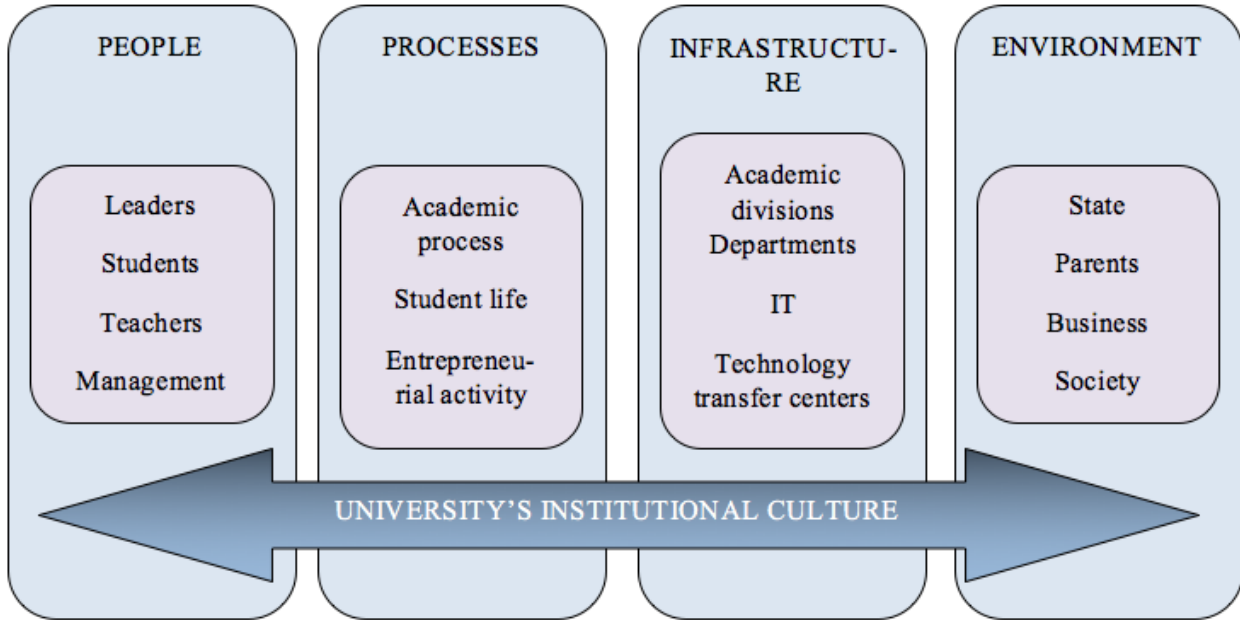 PEOPLE
Leaders
Students
Teachers
Management
PROCESSES
Academic
process
Student life
Entrepreneu-
rial activity
INFRASTRUCTU-
RE
Academic
divisions
Departments
IT
Technology
transfer centers
ENVIRONMENT
State
Parents
Business
Society
UNIVERSITY’S INSTITUTIONAL CULTURE